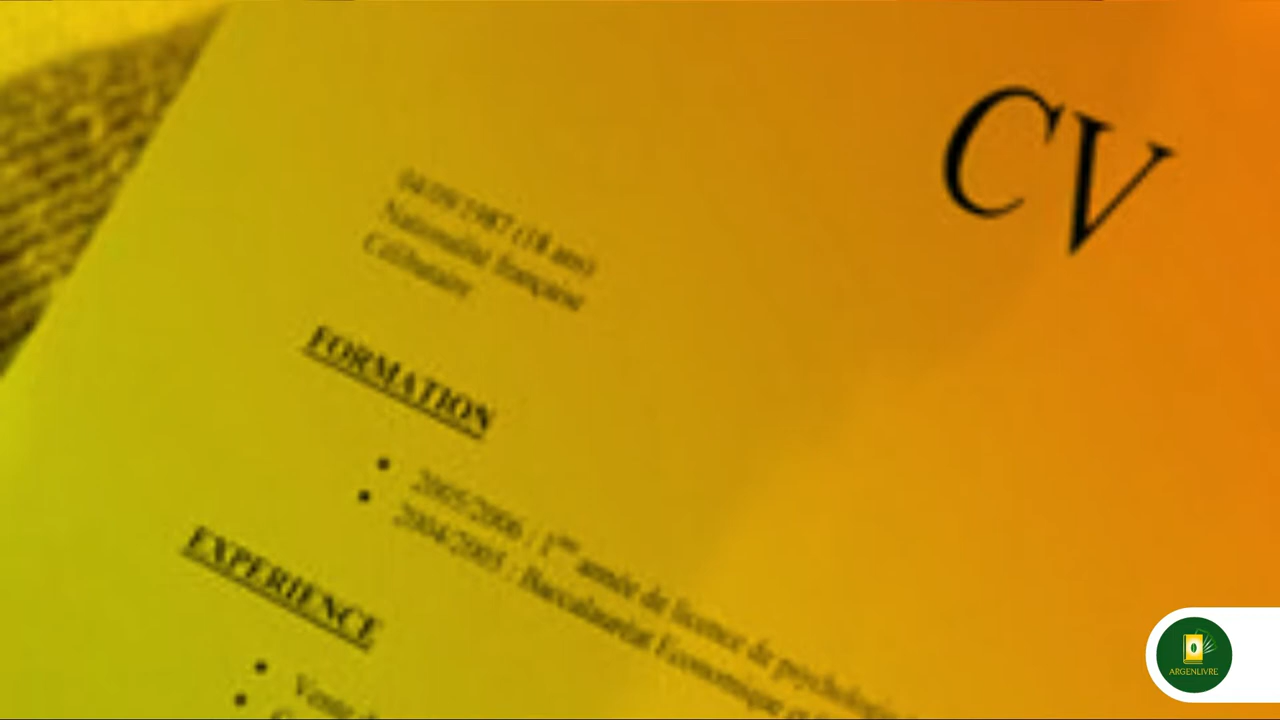 CV
04/09/1987 (18 ans)
Nationalité française
Célibataire
FORMATION
2005/2006 : 1ère année de licence de psychologie
2004/2005 : Baccalauréat Economique et
EXPERIENCE
Vente
ARGENLIVRE